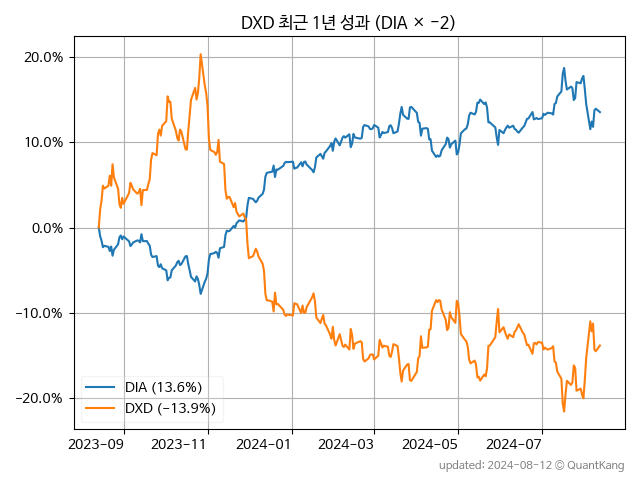 DXD 최근 1년 성과 (DIA × −2)
20.0%
10.0%
0.0%
−10.0%
−20.0%
DIA (13.6%)
DXD (−13.9%)
2023−09
2023−11
2024−01
2024−03
2024−05
2024−07
updated: 2024−08−12 © QuantKang